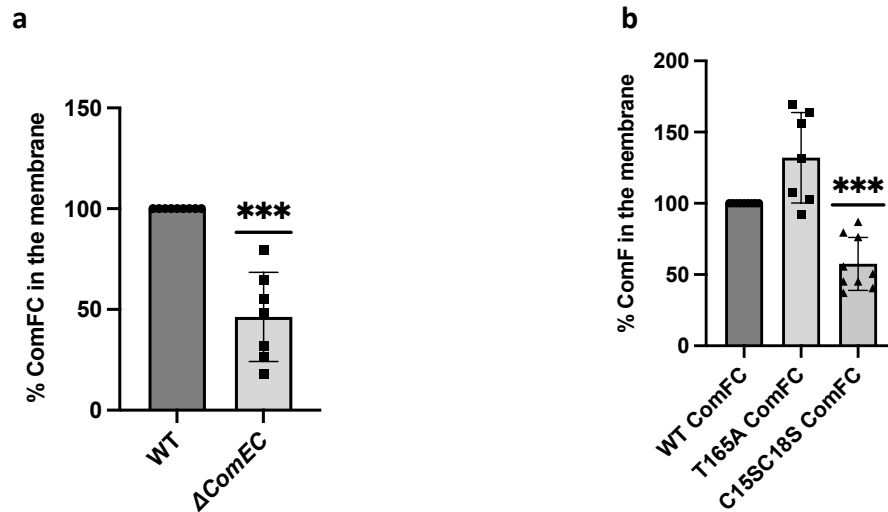 a
% ComFC in the membrane
150
100
50
0
***
WT
ΔComEC
b
% ComF in the membrane
200
150
100
50
0
***
WT ComFC
T165A ComFC
C15SC18S ComFC